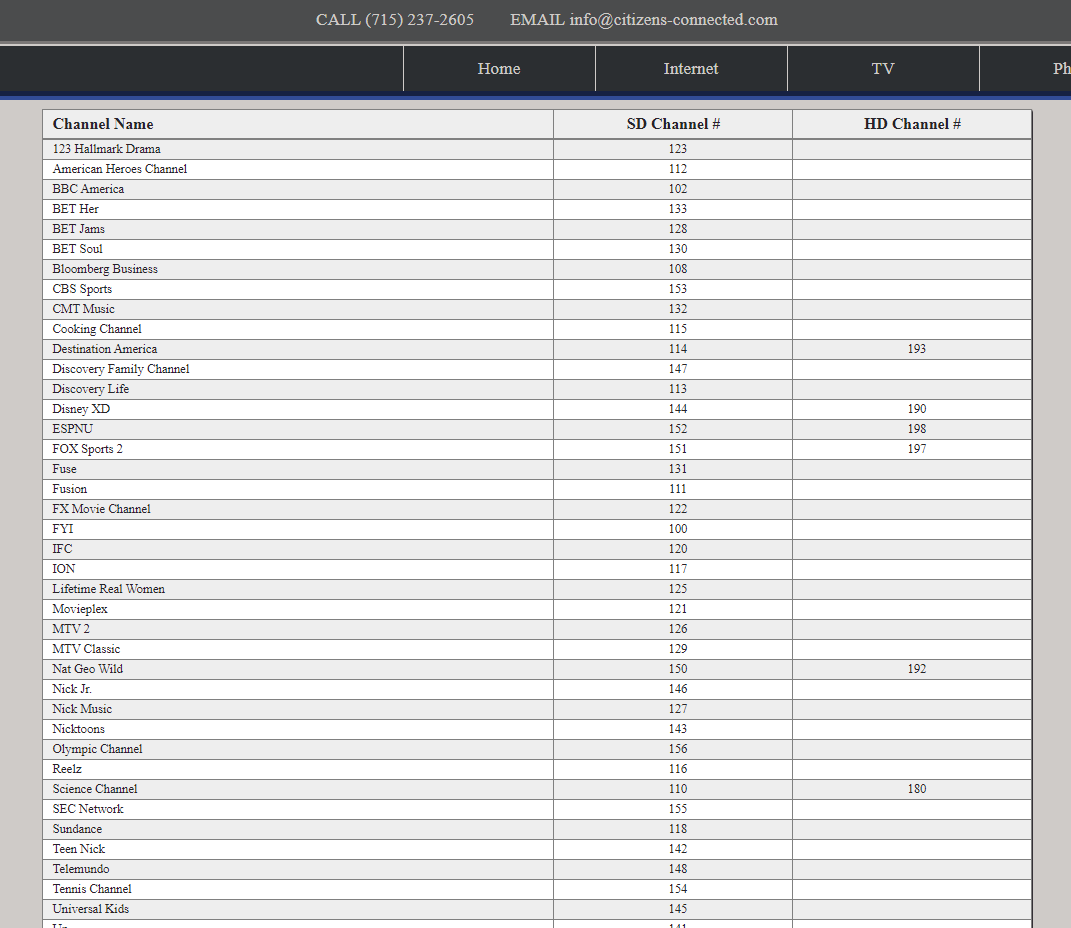 CALL (715) 237-2605 EMAIL info@citizens-connected.com
Home Internet TV Ph
Channel Name SD Channel # HD Channel #
123 Hallmark Drama 123
American Heroes Channel 112
BBC America 102
BET Her 133
BET Jams 128
BET Soul 130
Bloomberg Business 108
CBS Sports 153
CMT Music 132
Cooking Channel 115
Destination America 114 193
Discovery Family Channel 147
Discovery Life 113
Disney XD 144 190
ESPNU 152 198
FOX Sports 2 151 197
Fuse 131
Fusion 111
FX Movie Channel 122
FYI 100
IFC 120
ION 117
Lifetime Real Women 125
Movieplex 121
MTV 2 126
MTV Classic 129
Nat Geo Wild 150 192
Nick Jr. 146
Nick Music 127
Nicktoons 143
Olympic Channel 156
Reelz 116
Science Channel 110 180
SEC Network 155
Sundance 118
Teen Nick 142
Telemundo 148
Tennis Channel 154
Universal Kids 145